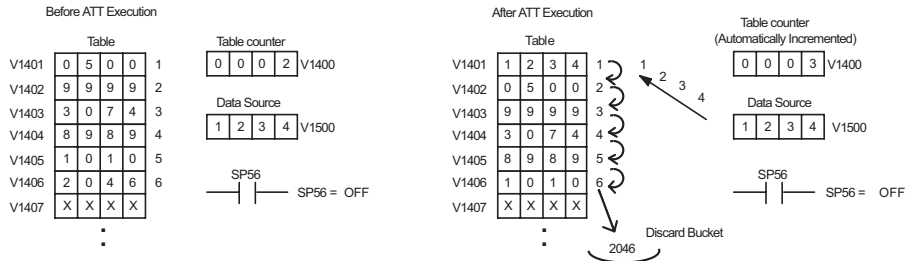 Before ATT Execution
Table
V1401 0 5 0 0 1
V1402 9 9 9 9 2
V1403 3 0 7 4 3
V1404 8 9 8 9 4
V1405 1 0 1 0 5
V1406 2 0 4 6 6
V1407 X X X X
Table counter
0 0 0 2 V1400
Data Source
1 2 3 4 V1500
SP56
SP56 = OFF
After ATT Execution
Table
V1401 1 2 3 4 1
V1402 0 5 0 0 2
V1403 9 9 9 9 3
V1404 3 0 7 4 4
V1405 8 9 8 9 5
V1406 1 0 1 0 6
V1407 X X X X
1 2 3 4
Discard Bucket
2046
Table counter
(Automatically Incremented)
0 0 0 3 V1400
Data Source
1 2 3 4 V1500
SP56
SP56 = OFF